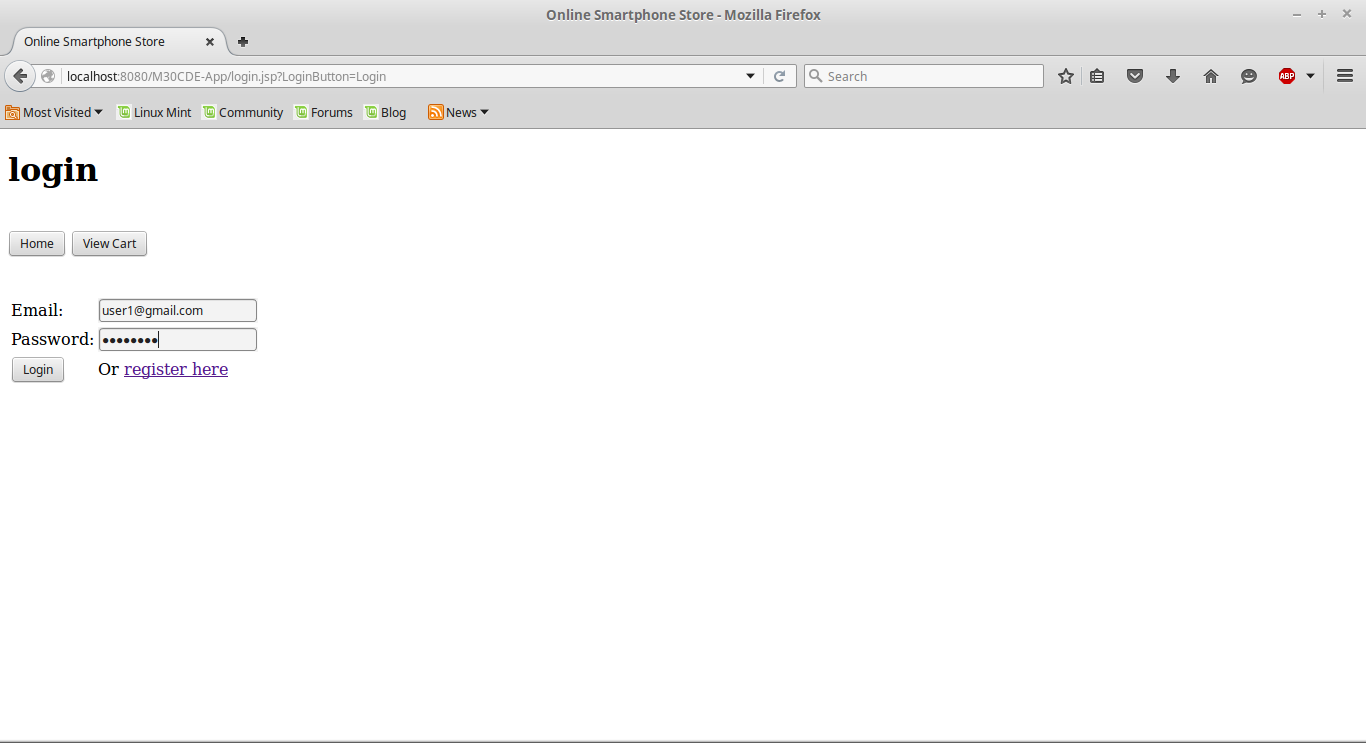 Online Smartphone Store - Mozilla Firefox
Online Smartphone Store
localhost:8080/M30CDE-App/login.jsp?LoginButton=Login
Search
ABP
Most Visited Linux Mint Community Forums Blog News
login
Home View Cart
Email: user1@gmail.com
Password: ●●●●●●●●
Login Or register here